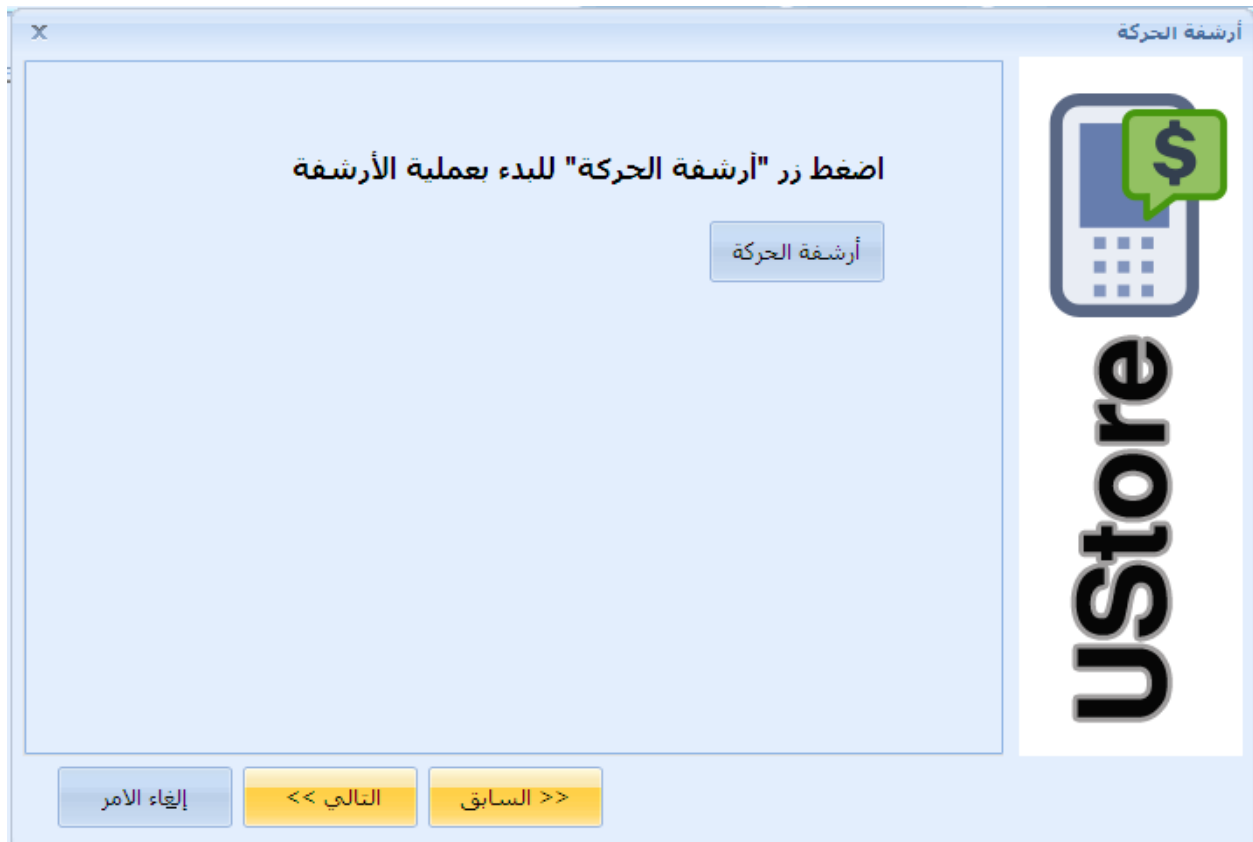 أرشفة الحركة
X
اضغط زر "أرشفة الحركة" للبدء بعملية الأرشفة
أرشفة الحركة
$
UStore
<< السابق
التالي >>
إلغاء الامر